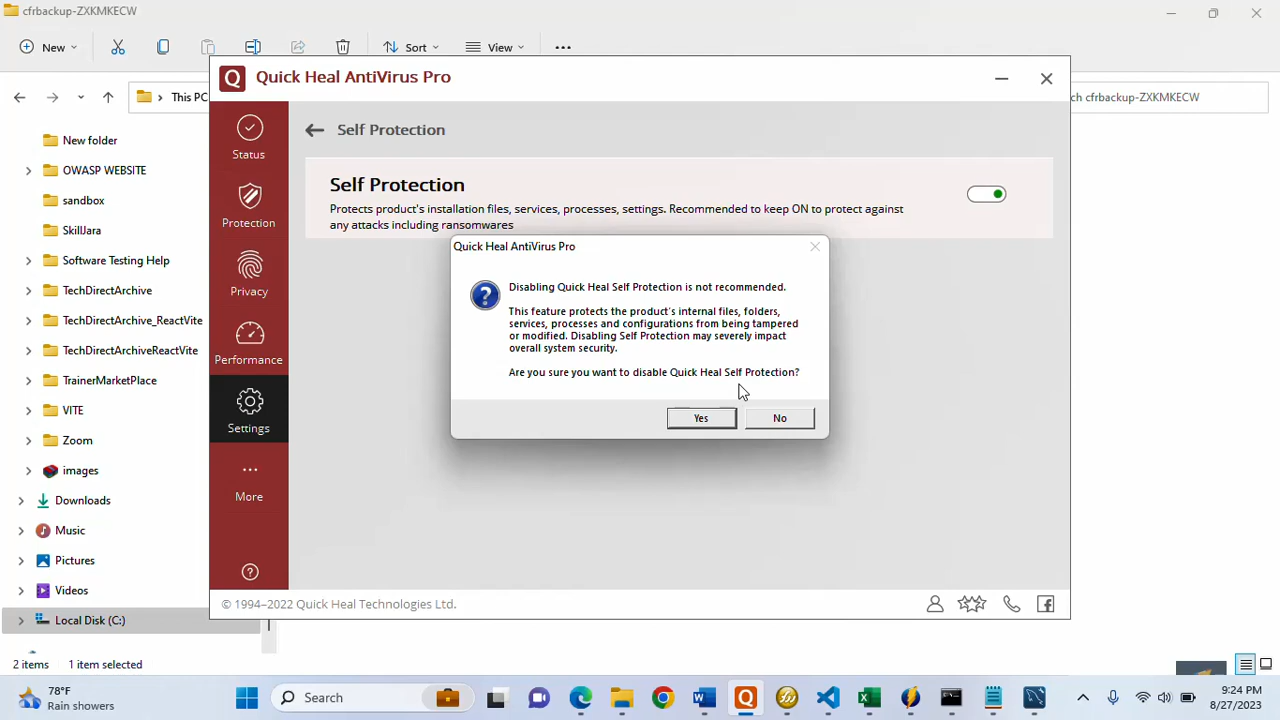 cfrbackup-ZXKMKECW
New
Sort
View
Quick Heal AntiVirus Pro
This PC
ch cfrbackup-ZXKMKECW
New folder
OWASP WEBSITE
sandbox
SkillJara
Software Testing Help
TechDirectArchive
TechDirectArchive_ReactVite
TechDirectArchiveReactVite
TrainerMarketPlace
VITE
Zoom
images
Downloads
Music
Pictures
Videos
Local Disk (C:)
Status
Protection
Privacy
Performance
Settings
More
Self Protection
Self Protection
Protects product's installation files, services, processes, settings. Recommended to keep ON to protect against
any attacks including ransomwares
Quick Heal AntiVirus Pro
Disabling Quick Heal Self Protection is not recommended.
This feature protects the product's internal files, folders,
services, processes and configurations from being tampered
or modified. Disabling Self Protection may severely impact
overall system security.
Are you sure you want to disable Quick Heal Self Protection?
Yes No
© 1994–2022 Quick Heal Technologies Ltd.
2 items 1 item selected
78°F
Rain showers
Search
9:24 PM
8/27/2023